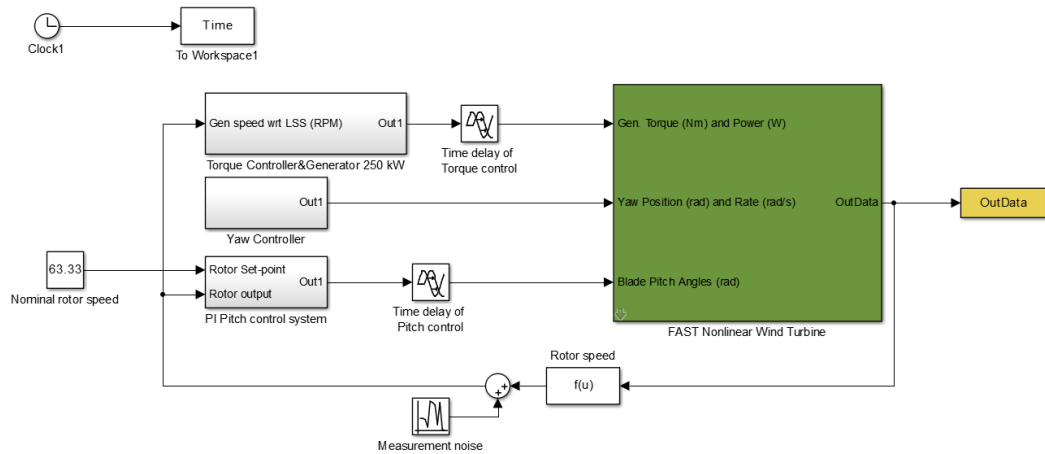 Time
Clock1
To Workspace1
Gen speed wrt LSS (RPM)
Out1
Torque Controller&Generator 250 kW
Time delay of
Torque control
Gen. Torque (Nm) and Power (W)
Out1
Yaw Controller
Yaw Position (rad) and Rate (rad/s)
OutData
OutData
63.33
Nominal rotor speed
Rotor Set-point
Rotor output
Out1
PI Pitch control system
Time delay of
Pitch control
Blade Pitch Angles (rad)
FAST Nonlinear Wind Turbine
Rotor speed
f(u)
+
+
Measurement noise